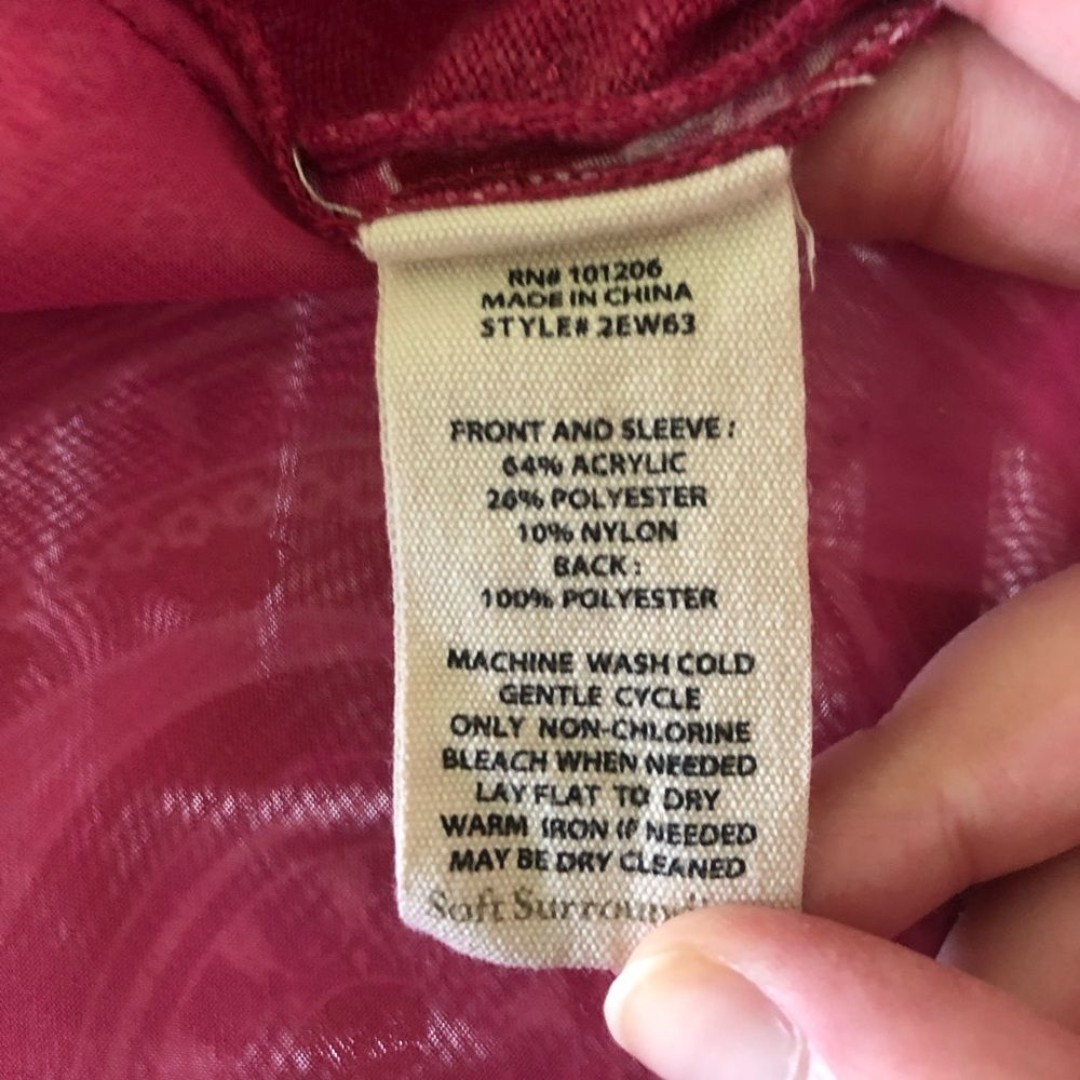 RN# 101206
MADE IN CHINA
STYLE# 2EW63
FRONT AND SLEEVE :
64% ACRYLIC
26% POLYESTER
10% NYLON
BACK :
100% POLYESTER
MACHINE WASH COLD
GENTLE CYCLE
ONLY NON-CHLORINE
BLEACH WHEN NEEDED
LAY FLAT TO DRY
WARM IRON IF NEEDED
MAY BE DRY CLEANED
Soft